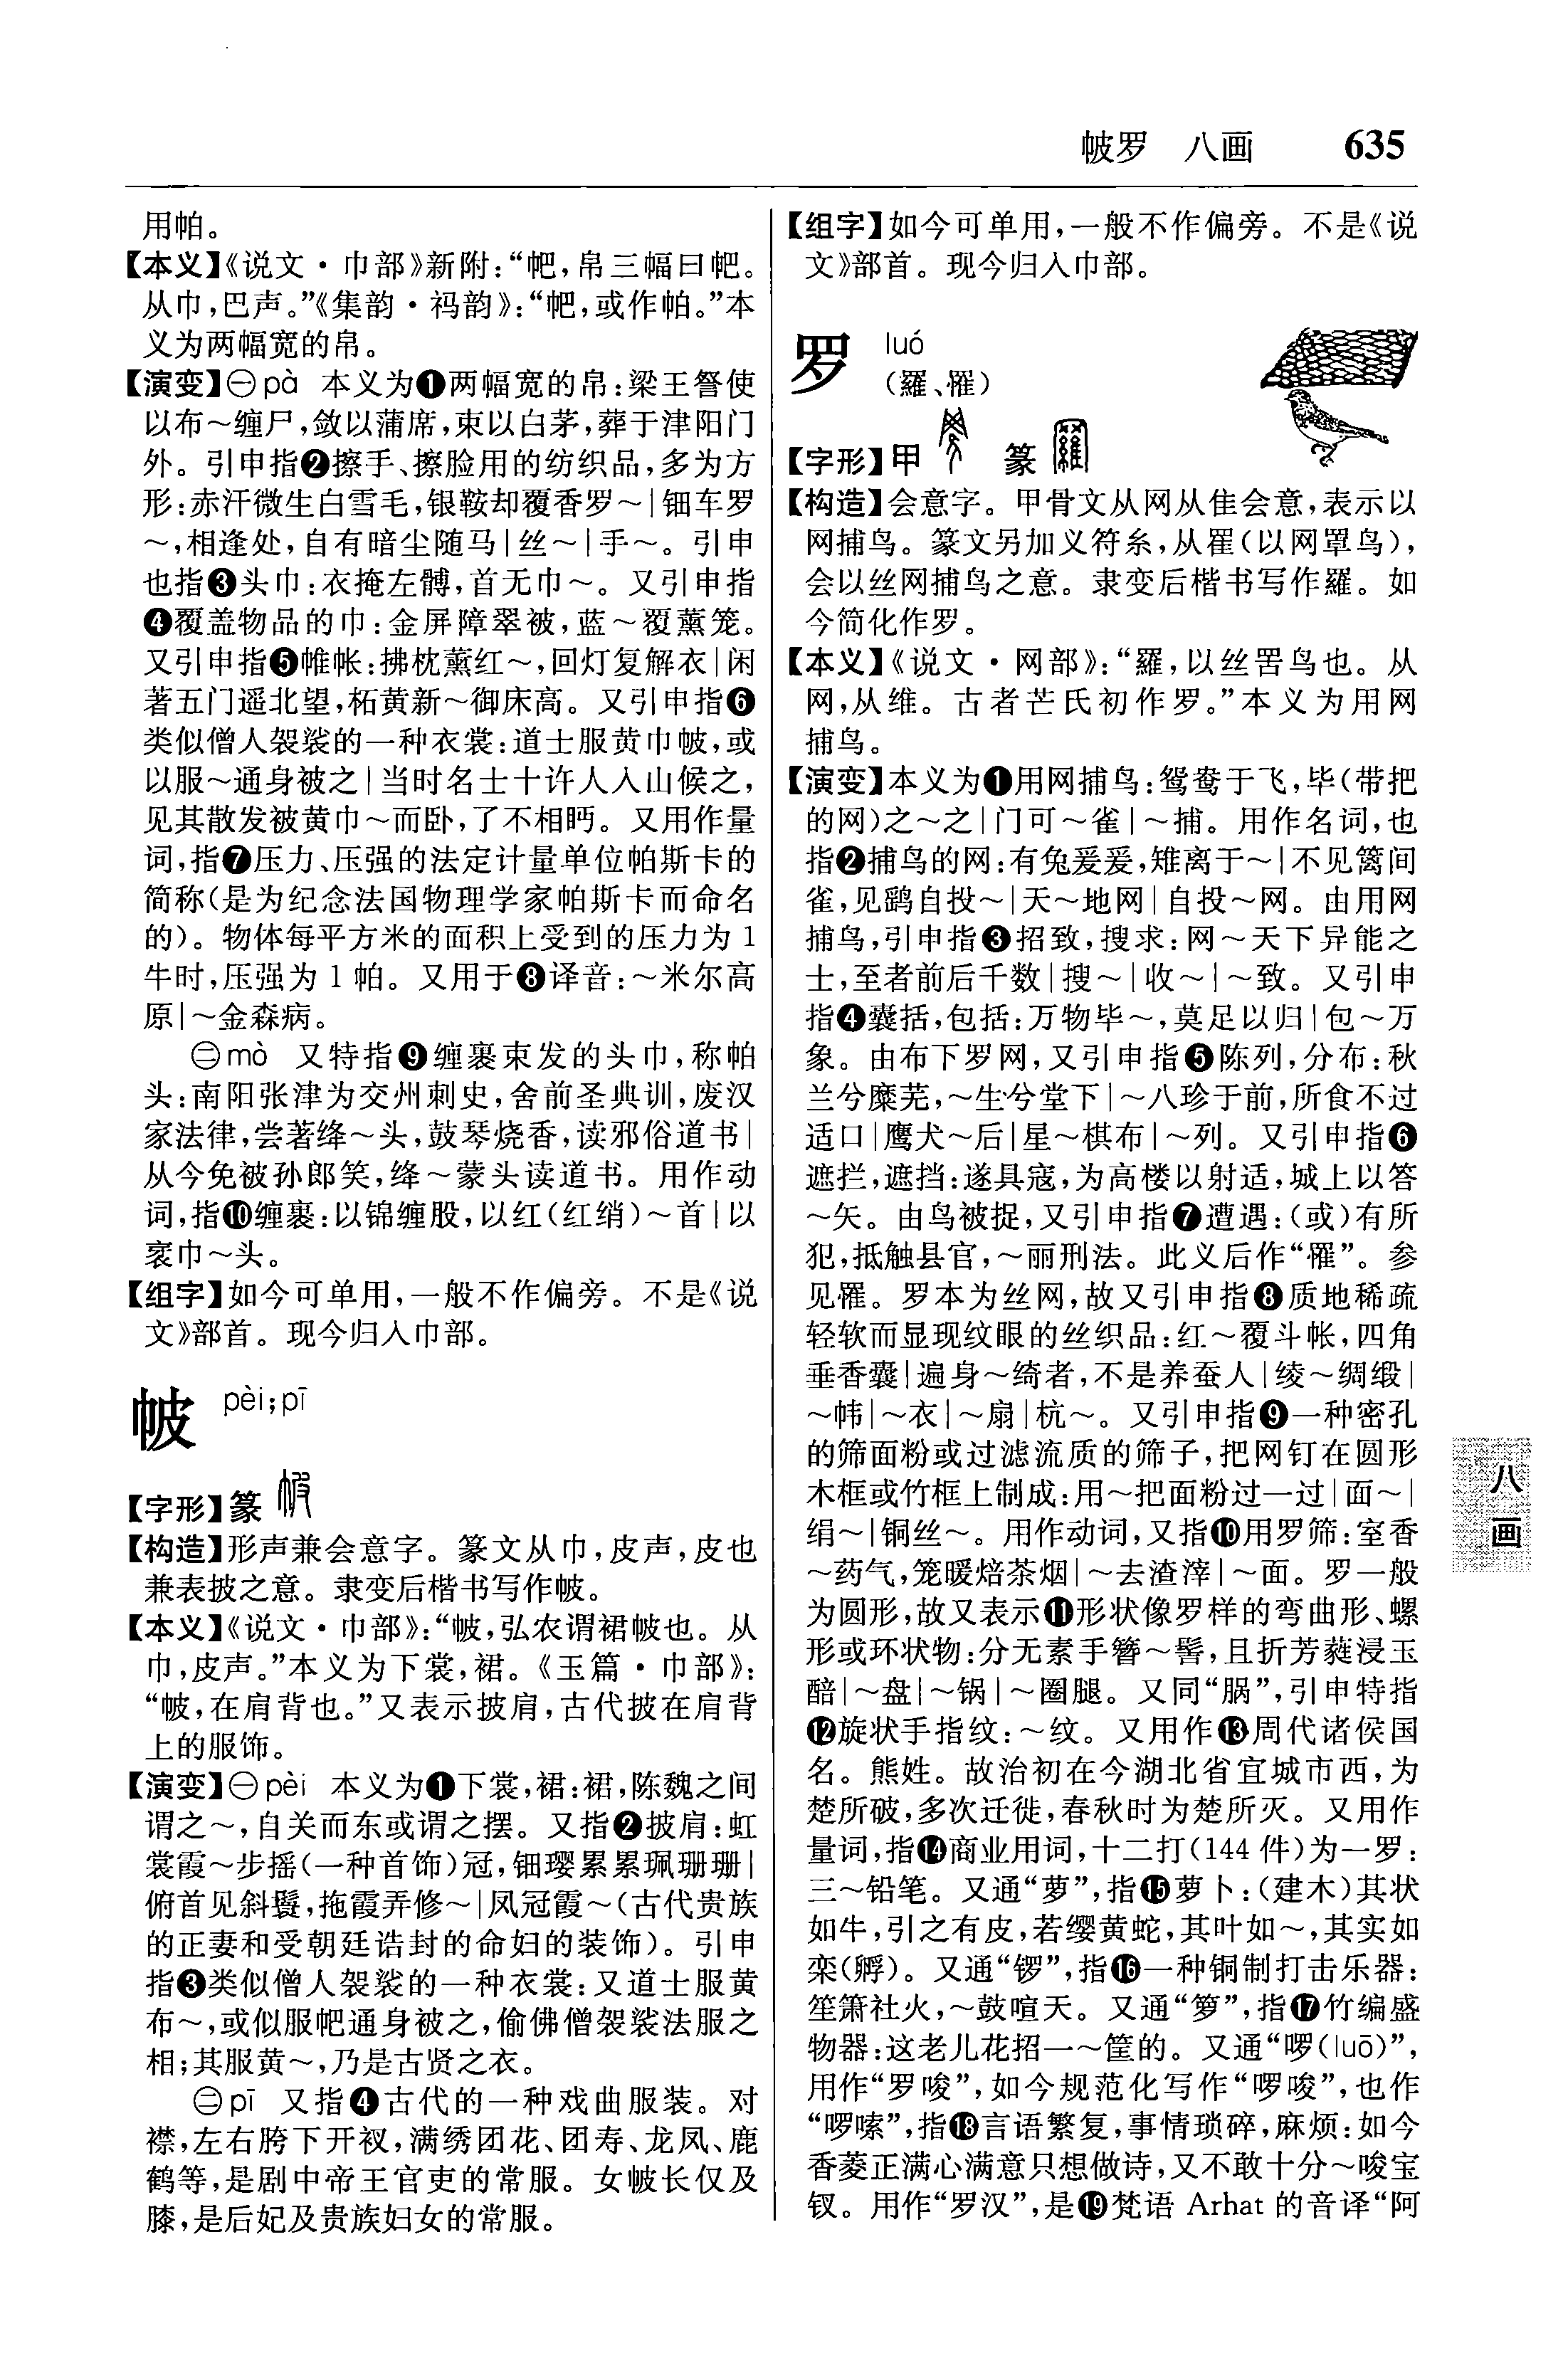 帔罗 八画 635
用帕。
【本义】《说文·巾部》新附：“帊，帛三幅曰帊。
从巾，巴声。”《集韵·祃韵》：“帊，或作帕。”本
义为两幅宽的帛。
【演变】㊀pà 本义为❶两幅宽的帛：梁王詧使
以布～缠尸，敛以蒲席，束以白茅，葬于津阳门
外。引申指❷擦手、擦脸用的纺织品，多为方
形：赤汗微生白雪毛，银鞍却覆香罗～|钿车罗
～，相逢处，自有暗尘随马|丝～|手～。引申
也指❸头巾：衣掩左髆，首无巾～。又引申指
❹覆盖物品的巾：金屏障翠被，蓝～覆薰笼。
又引申指❺帷帐：拂枕薰红～，回灯复解衣|闲
著五门遥北望，柘黄新～御床高。又引申指❻
类似僧人袈裟的一种衣裳：道士服黄巾帔，或
以服～通身被之|当时名士十许人入山候之，
见其散发被黄巾～而卧，了不相眄。又用作量
词，指❼压力、压强的法定计量单位帕斯卡的
简称（是为纪念法国物理学家帕斯卡而命名
的）。物体每平方米的面积上受到的压力为1
牛时，压强为1帕。又用于❽译音：～米尔高
原|～金森病。
㊁mò 又特指❾缠裹束发的头巾，称帕
头：南阳张津为交州刺史，舍前圣典训，废汉
家法律，尝著绛～头，鼓琴烧香，读邪俗道书|
从今免被孙郎笑，绛～蒙头读道书。用作动
词，指❿缠裹：以锦缠股，以红（红绡）～首|以
衮巾～头。
【组字】如今可单用，一般不作偏旁。不是《说
文》部首。现今归入巾部。
帔 pèi；pī
【字形】篆
【构造】形声兼会意字。篆文从巾，皮声，皮也
兼表披之意。隶变后楷书写作帔。
【本义】《说文·巾部》：“帔，弘农谓裙帔也。从
巾，皮声。”本义为下裳，裙。《玉篇·巾部》：
“帔，在肩背也。”又表示披肩，古代披在肩背
上的服饰。
【演变】㊀pèi 本义为❶下裳，裙：裙，陈魏之间
谓之～，自关而东或谓之摆。又指❷披肩：虹
裳霞～步摇（一种首饰）冠，钿璎累累珮珊珊|
俯首见斜鬟，拖霞弄修～|凤冠霞～（古代贵族
的正妻和受朝廷诰封的命妇的装饰）。引申
指❸类似僧人袈裟的一种衣裳：又道士服黄
布～，或似服帊通身被之，偷佛僧袈裟法服之
相；其服黄～，乃是古贤之衣。
㊁pī 又指❹古代的一种戏曲服装。对
襟，左右胯下开衩，满绣团花、团寿、龙凤、鹿
鹤等，是剧中帝王官吏的常服。女帔长仅及
膝，是后妃及贵族妇女的常服。
【组字】如今可单用，一般不作偏旁。不是《说
文》部首。现今归入巾部。
罗 luó
（羅、罹）
【字形】甲 篆
【构造】会意字。甲骨文从网从隹会意，表示以
网捕鸟。篆文另加义符糸，从瞿（以网罩鸟），
会以丝网捕鸟之意。隶变后楷书写作羅。如
今简化作罗。
【本义】《说文·网部》：“羅，以丝罟鸟也。从
网，从维。古者芒氏初作罗。”本义为用网
捕鸟。
【演变】本义为❶用网捕鸟：鸳鸯于飞，毕（带把
的网）之～之|门可～雀|～捕。用作名词，也
指❷捕鸟的网：有兔爰爰，雉离于～|不见篱间
雀，见鹞自投～|天～地网|自投～网。由用网
捕鸟，引申指❸招致，搜求：网～天下异能之
士，至者前后千数|搜～|收～|～致。又引申
指❹囊括，包括：万物毕～，莫足以归|包～万
象。由布下罗网，又引申指❺陈列，分布：秋
兰兮麋芜，～生兮堂下|～八珍于前，所食不过
适口|鹰犬～后|星～棋布|～列。又引申指❻
遮拦，遮挡：遂具寇，为高楼以射适，城上以答
～矢。由鸟被捉，又引申指❼遭遇：（或）有所
犯，抵触县官，～丽刑法。此义后作“罹”。参
见罹。罗本为丝网，故又引申指❽质地稀疏
轻软而显现纹眼的丝织品：红～覆斗帐，四角
垂香囊|遍身～绮者，不是养蚕人|绫～绸缎|
～帏|～衣|～扇|杭～。又引申指❾一种密孔
的筛面粉或过滤流质的筛子，把网钉在圆形
木框或竹框上制成：用～把面粉过一过|面～|
绢～|铜丝～。用作动词，又指❿用罗筛：室香
～药气，笼暖焙茶烟|～去渣滓|～面。罗一般
为圆形，故又表示⓫形状像罗样的弯曲形、螺
形或环状物：分无素手簪～髻，且折芳蕤浸玉
醅|～盘|～锅|～圈腿。又同“脶”，引申特指
⓬旋状手指纹：～纹。又用作⓭周代诸侯国
名。熊姓。故治初在今湖北省宜城市西，为
楚所破，多次迁徙，春秋时为楚所灭。又用作
量词，指⓮商业用词，十二打（144件）为一罗：
三～铅笔。又通“萝”，指⓯萝卜：（建木）其状
如牛，引之有皮，若缨黄蛇，其叶如～，其实如
栾（孵）。又通“锣”，指⓰一种铜制打击乐器：
笙箫社火，～鼓喧天。又通“箩”，指⓱竹编盛
物器：这老儿花招一～筐的。又通“啰（luō）”，
用作“罗唆”，如今规范化写作“啰唆”，也作
“啰嗦”，指⓲言语繁复，事情琐碎，麻烦：如今
香菱正满心满意只想做诗，又不敢十分～唆宝
钗。用作“罗汉”，是⓳梵语Arhat的音译“阿
八
画